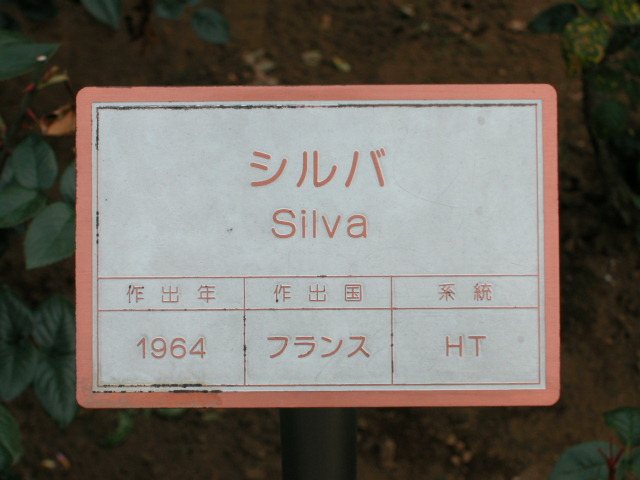 シルバ
Silva
作出年 作出国 系統
1964 フランス HT